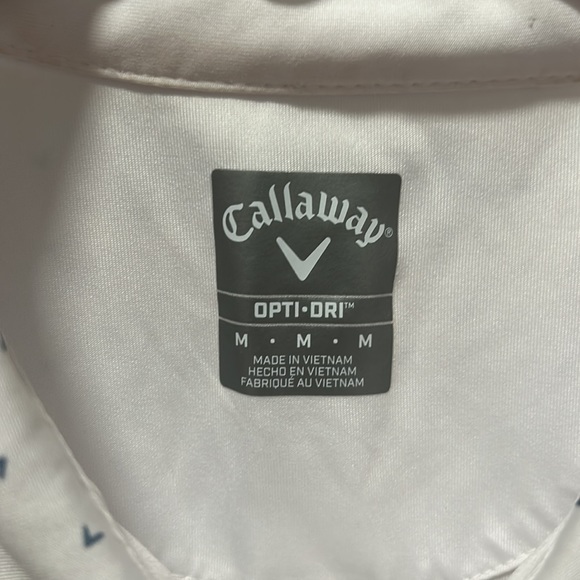 Callaway®
OPTI•DRI™
M • M • M
MADE IN VIETNAM
HECHO EN VIETNAM
FABRIQUÉ AU VIETNAM